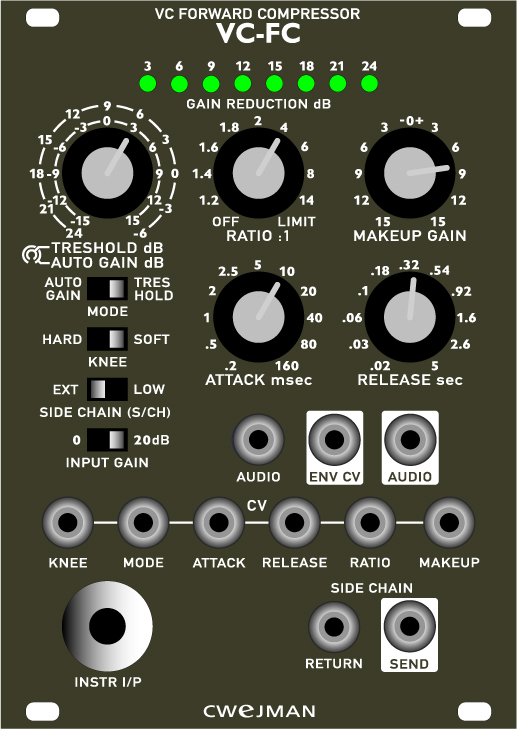 VC FORWARD COMPRESSOR
VC-FC
3 6 9 12 15 18 21 24
GAIN REDUCTION dB
24 21 18 15 12 9 6 3 0 -3 -6
-15 -12 -9 -6 -3 0 3 6 9 12 15
TRESHOLD dB
AUTO GAIN dB
OFF 1.2 1.4 1.6 1.8 2 4 6 8 14 LIMIT
RATIO :1
15 12 9 6 3 -0+ 3 6 9 12 15
MAKEUP GAIN
AUTO GAIN TRES HOLD
MODE
HARD SOFT
KNEE
EXT LOW
SIDE CHAIN (S/CH)
0 20dB
INPUT GAIN
.2 .5 1 2 2.5 5 10 20 40 80 160
ATTACK msec
.02 .03 .06 .1 .18 .32 .54 .92 1.6 2.6 5
RELEASE sec
AUDIO ENV CV AUDIO
CV
KNEE MODE ATTACK RELEASE RATIO MAKEUP
SIDE CHAIN
INSTR I/P RETURN SEND
CWeJMAN